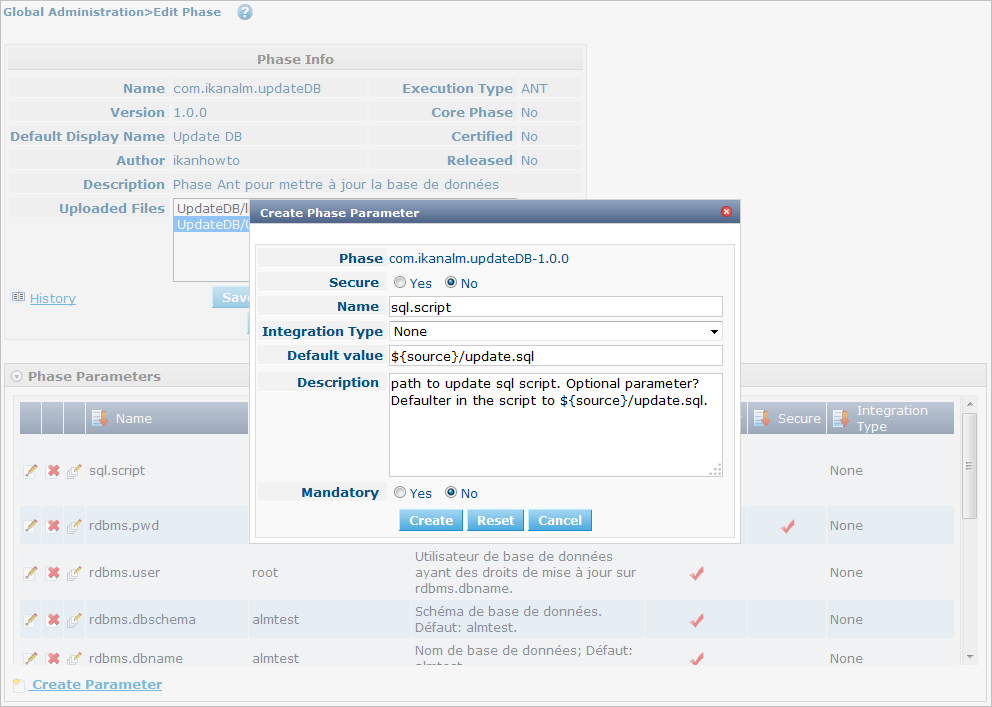 Global Administration>Edit Phase
Phase Info
Name com.ikanalm.updateDB Execution Type ANT
Version 1.0.0 Core Phase No
Default Display Name Update DB Certified No
Author ikanhowto Released No
Description Phase Ant pour mettre à jour la base de données
Uploaded Files UpdateDB/
UpdateDB/
History
Save
Create Phase Parameter
Phase com.ikanalm.updateDB-1.0.0
Secure Yes No
Name sql.script
Integration Type None
Default value ${source}/update.sql
Description path to update sql script. Optional parameter?
Defaulter in the script to ${source}/update.sql.
Mandatory Yes No
Create Reset Cancel
Phase Parameters
Name Secure Integration
Type
sql.script None
rdbms.pwd None
Utilisateur de base de données
rdbms.user root ayant des droits de mise à jour sur None
rdbms.dbname.
Schéma de base de données.
rdbms.dbschema almtest None
Défaut: almtest.
rdbms.dbname almtest Nom de base de données; Défaut: None
almtest.
Create Parameter